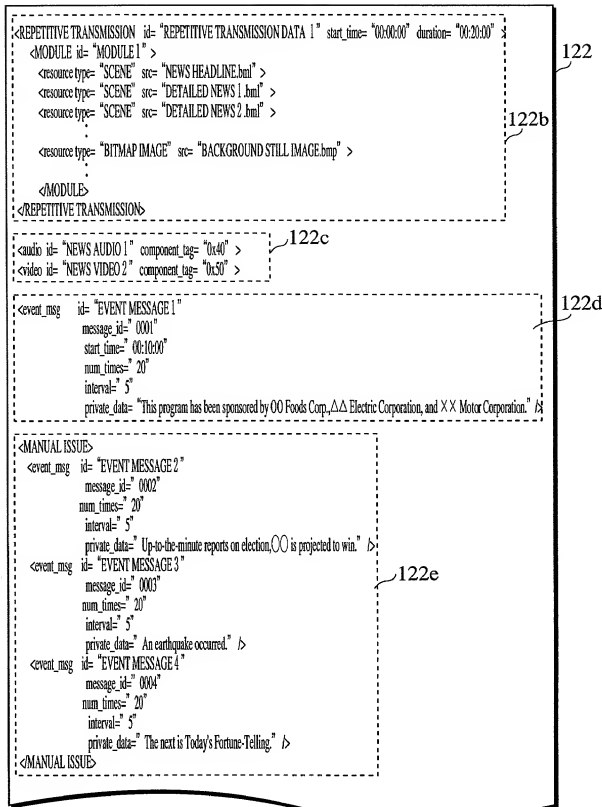 <REPETITIVE TRANSMISSION id= “REPETITIVE TRANSMISSION DATA 1” start_time= “00:00:00” duration= “00:20:00” >
<MODULE id= “MODULE 1” >
<resource type= “SCENE” src= “NEWS HEADLINE.bml” >
<resource type= “SCENE” src= “DETAILED NEWS 1.bml” >
<resource type= “SCENE” src= “DETAILED NEWS 2.bml” >
:
<resource type= “BITMAP IMAGE” src= “BACKGROUND STILL IMAGE.bmp” >
:
</MODULE>
</REPETITIVE TRANSMISSION>
122
122b
<audio id= “NEWS AUDIO 1” component_tag= “0x40” >
<video id= “NEWS VIDEO 2” component_tag= “0x50” >
122c
<event_msg id= “EVENT MESSAGE 1”
message_id=” 0001”
start_time=” 00:10:00”
num_times=” 20”
interval=” 5”
private_data= “This program has been sponsored by OO Foods Corp.,△△ Electric Corporation, and ×× Motor Corporation.” />
122d
<MANUAL ISSUE>
<event_msg id= “EVENT MESSAGE 2”
message_id=” 0002”
num_times=” 20”
interval=” 5”
private_data=” Up-to-the-minute reports on election,○○ is projected to win.” />
<event_msg id= “EVENT MESSAGE 3”
message_id=” 0003”
num_times=” 20”
interval=” 5”
private_data=” An earthquake occurred.” />
<event_msg id= “EVENT MESSAGE 4”
message_id=” 0004”
num_times=” 20”
interval=” 5”
private_data=” The next is Today's Fortune-Telling.” />
</MANUAL ISSUE>
122e